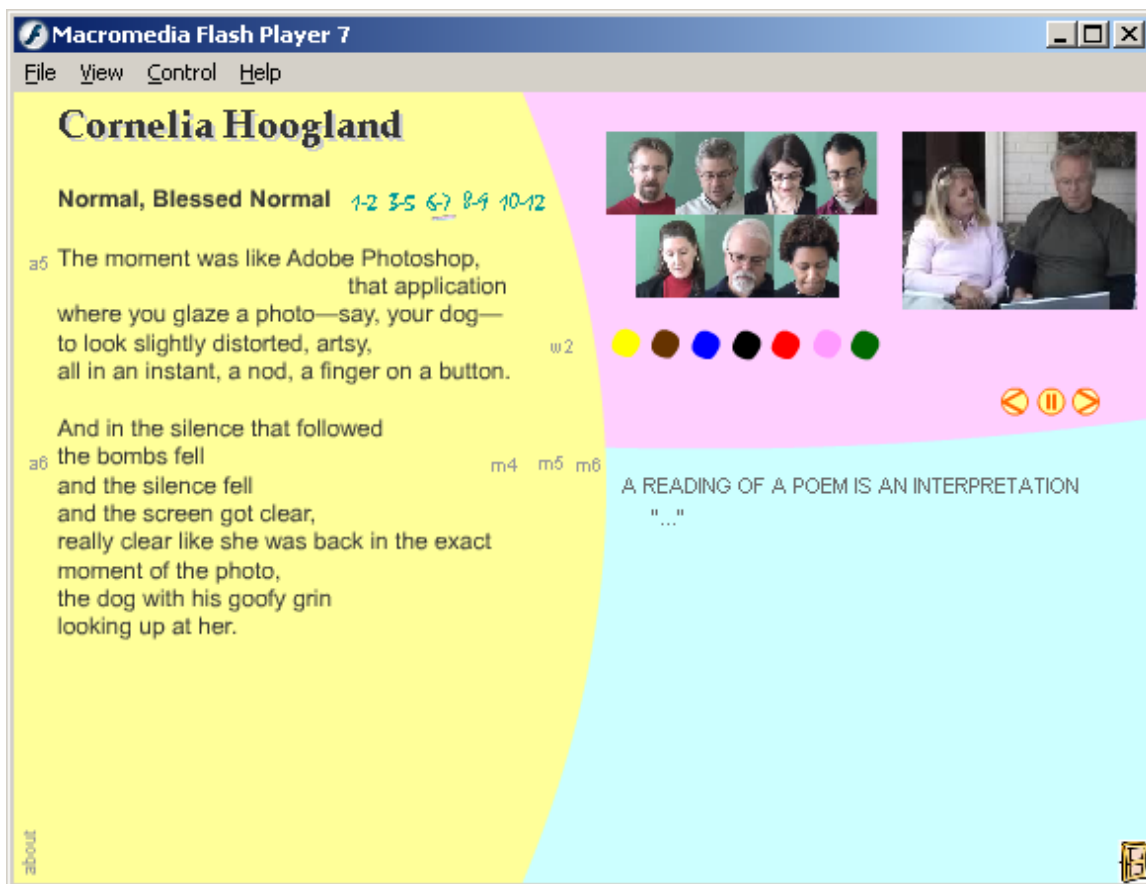 Macromedia Flash Player 7
File View Control Help
Cornelia Hoogland
Normal, Blessed Normal 1-2 3-5 6-7 8-9 10-12
a5 The moment was like Adobe Photoshop,
that application
where you glaze a photo—say, your dog—
to look slightly distorted, artsy, w2
all in an instant, a nod, a finger on a button.
And in the silence that followed
a6 the bombs fell m4 m5 m6
and the silence fell
and the screen got clear,
really clear like she was back in the exact
moment of the photo,
the dog with his goofy grin
looking up at her.
A READING OF A POEM IS AN INTERPRETATION
"..."
about